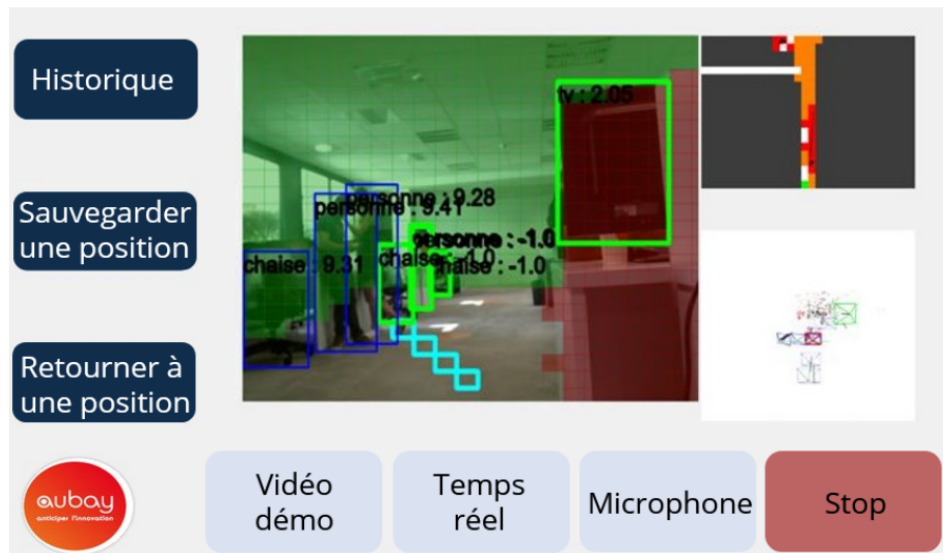 Historique
Sauvegarder
une position
Retourner à
une position
tv : 2.05
personne : 9.28
personne : 9.41
personne : -1.0
chaise : 9.31
chaise : -1.0
chaise : -1.0
aubay
anticiper l'innovation
Vidéo
démo
Temps
réel
Microphone
Stop